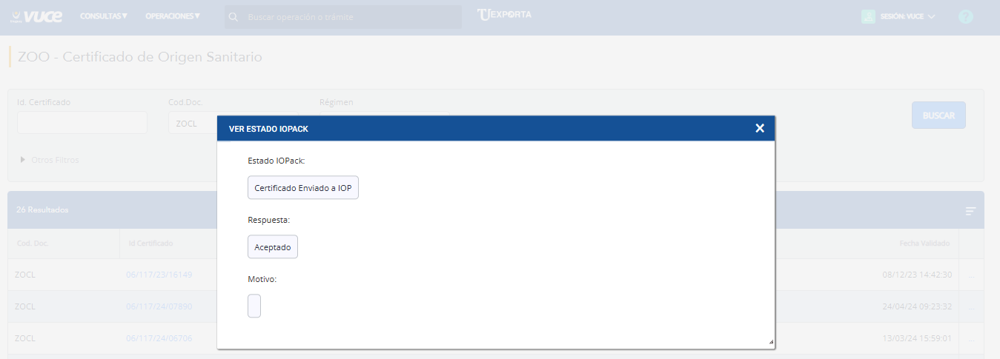 VUCE CONSULTAS▼ OPERACIONES▼ Buscar operación o trámite TU EXPORTA SESIÓN: VUCE ?
ZOO - Certificado de Origen Sanitario
Id. Certificado Cod.Doc. Régimen
ZOCL BUSCAR
VER ESTADO IOPACK
Otros Filtros
Estado IOPack:
Certificado Enviado a IOP
26 Resultados
Respuesta:
Cod. Doc. Id Certificado Fecha Validado
Aceptado
ZOCL 06/117/23/16149 08/12/23 14:42:30 ...
Motivo:
ZOCL 06/117/24/07890 24/04/24 09:23:32 ...
ZOCL 06/117/24/06706 13/03/24 15:59:01 ...